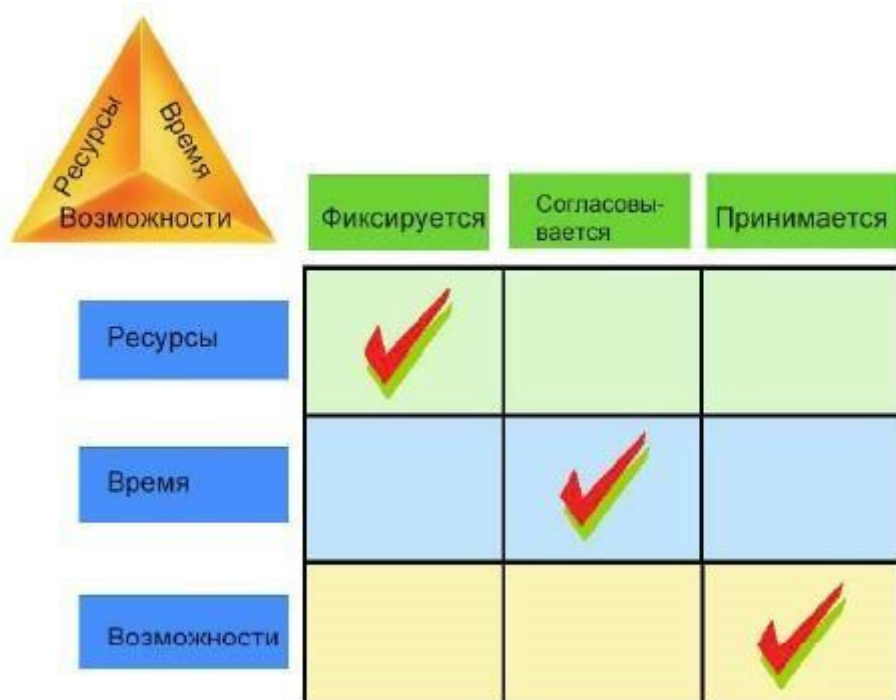 Ресурсы
Время
Возможности
Фиксируется
Согласовы-
вается
Принимается
Ресурсы
Время
Возможности